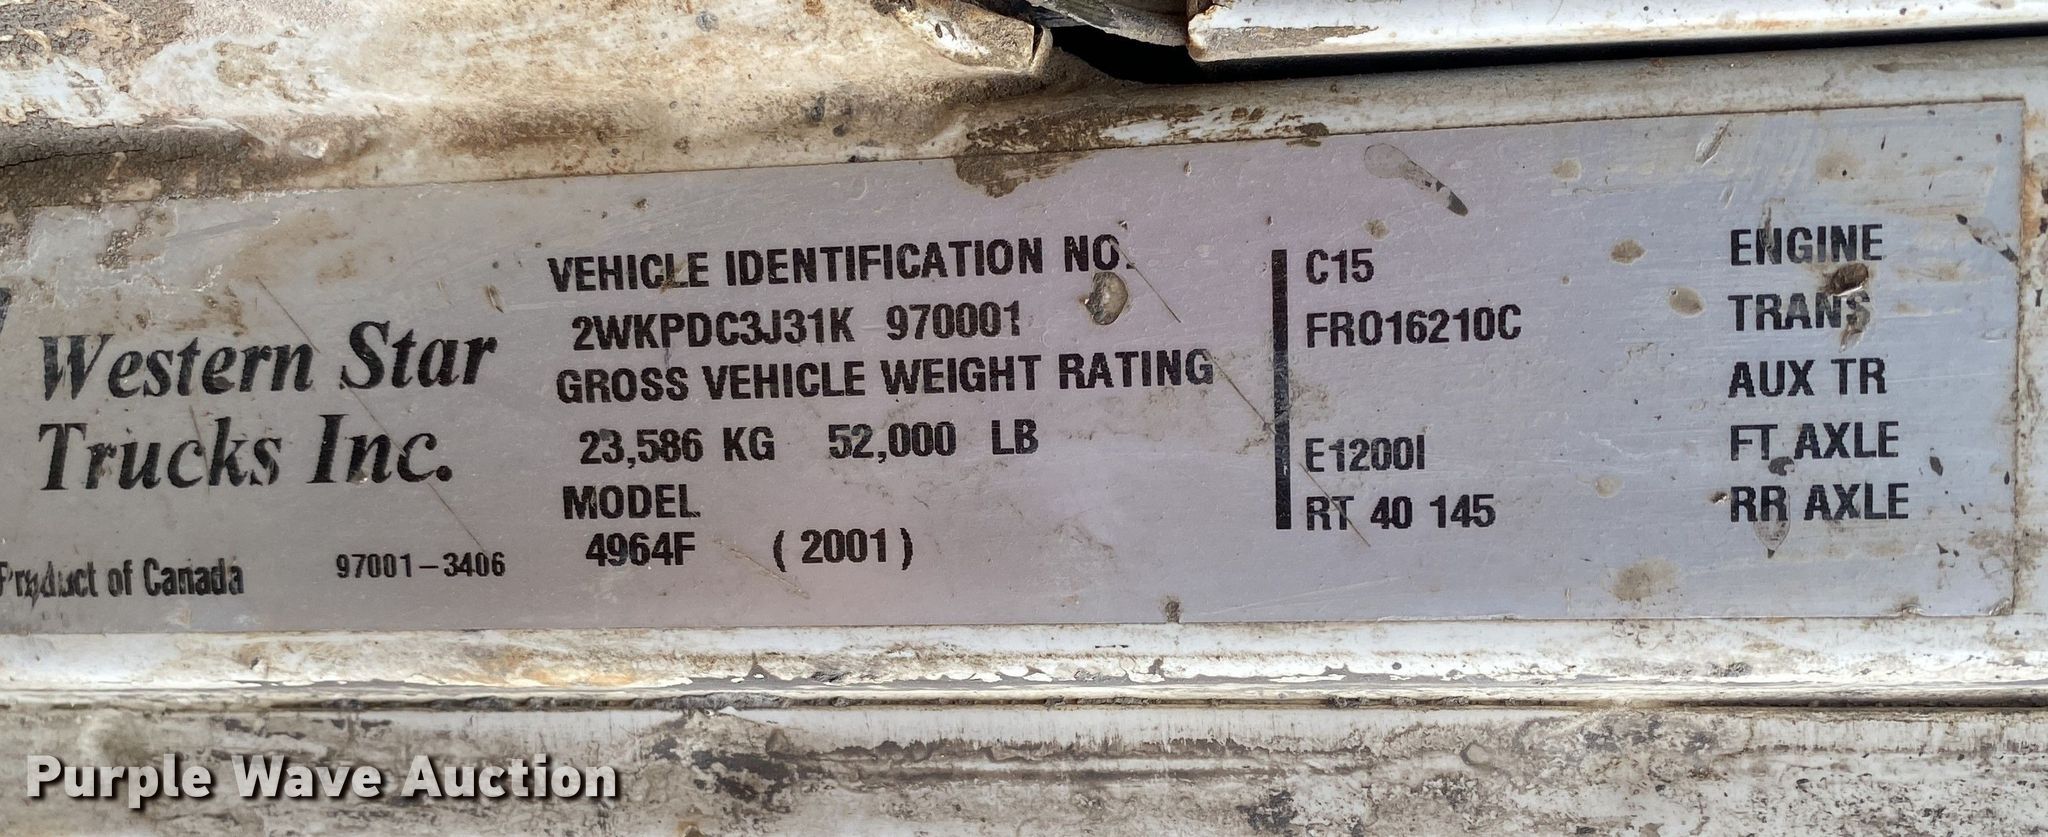 Western Star
Trucks Inc.
Product of Canada
97001-3406
VEHICLE IDENTIFICATION NO.
2WKPDC3J31K 970001
GROSS VEHICLE WEIGHT RATING
23,586 KG 52,000 LB
MODEL
4964F (2001)
C15 ENGINE
FRO16210C TRANS
AUX TR
E1200I FT AXLE
RT 40 145 RR AXLE
Purple Wave Auction